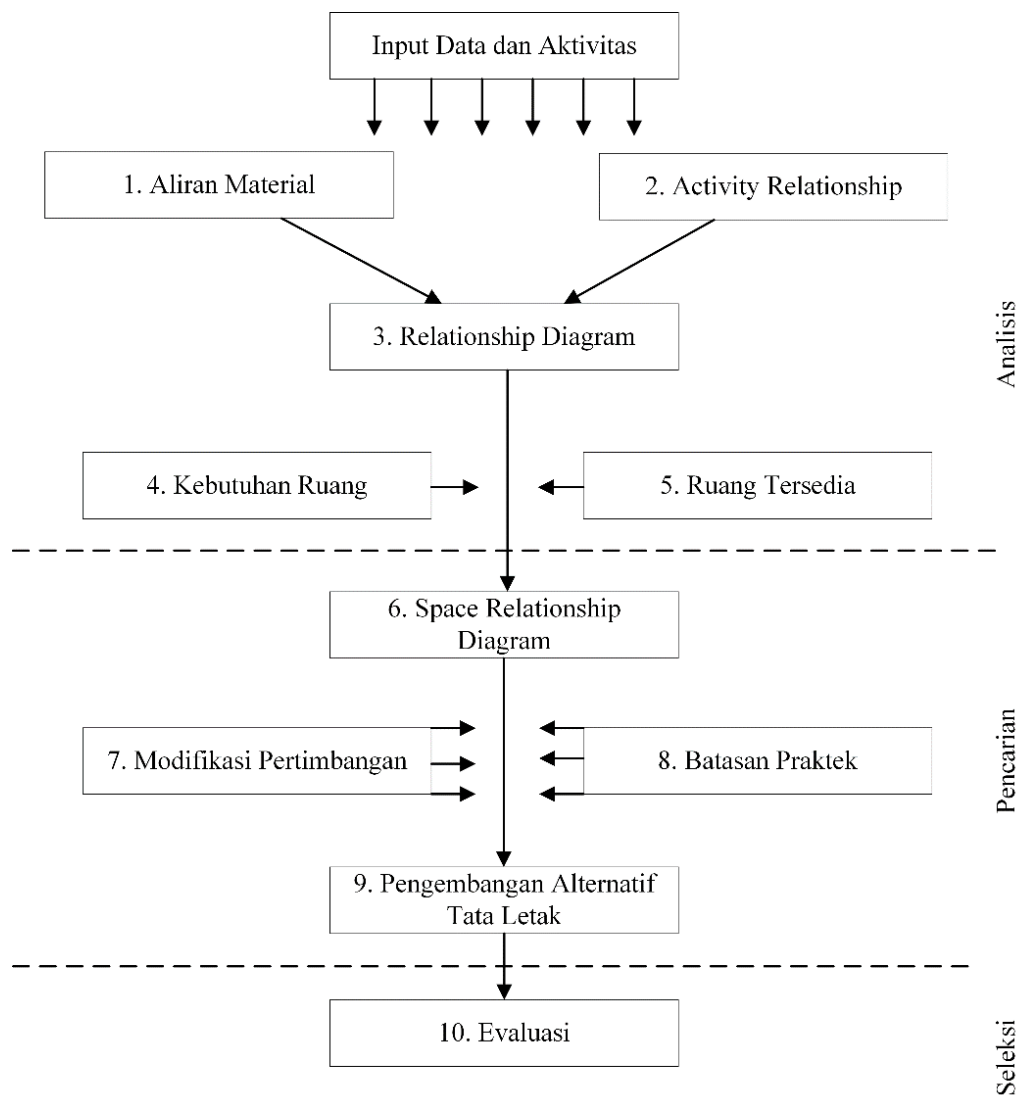 Input Data dan Aktivitas
1. Aliran Material
2. Activity Relationship
3. Relationship Diagram
Analisis
4. Kebutuhan Ruang
5. Ruang Tersedia
6. Space Relationship
Diagram
7. Modifikasi Pertimbangan
8. Batasan Praktek
Pencarian
9. Pengembangan Alternatif
Tata Letak
10. Evaluasi
Seleksi